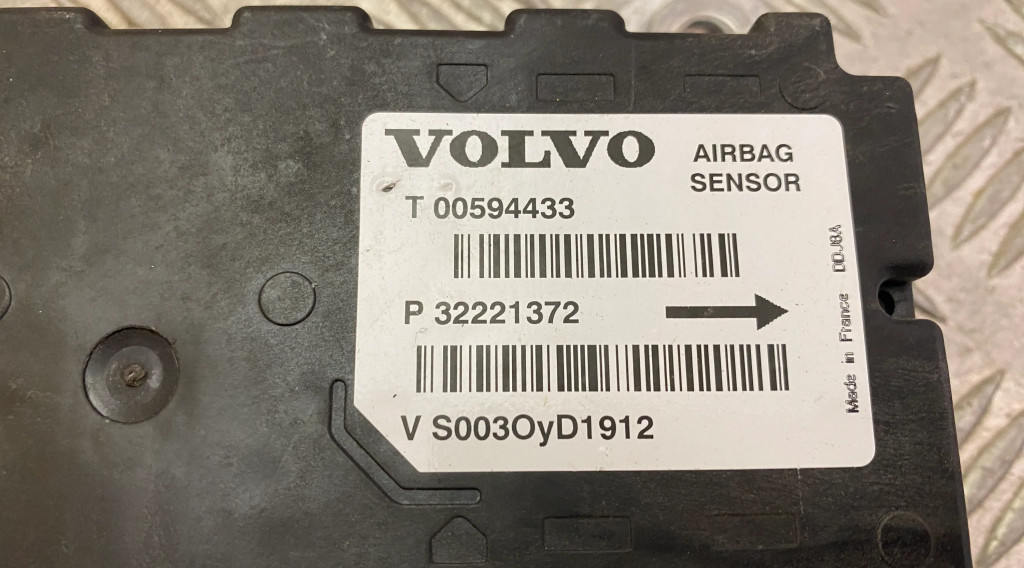 VOLVO
AIRBAG
SENSOR
T 00594433
P 32221372
V S003OyD1912
Made in France DDJ8A